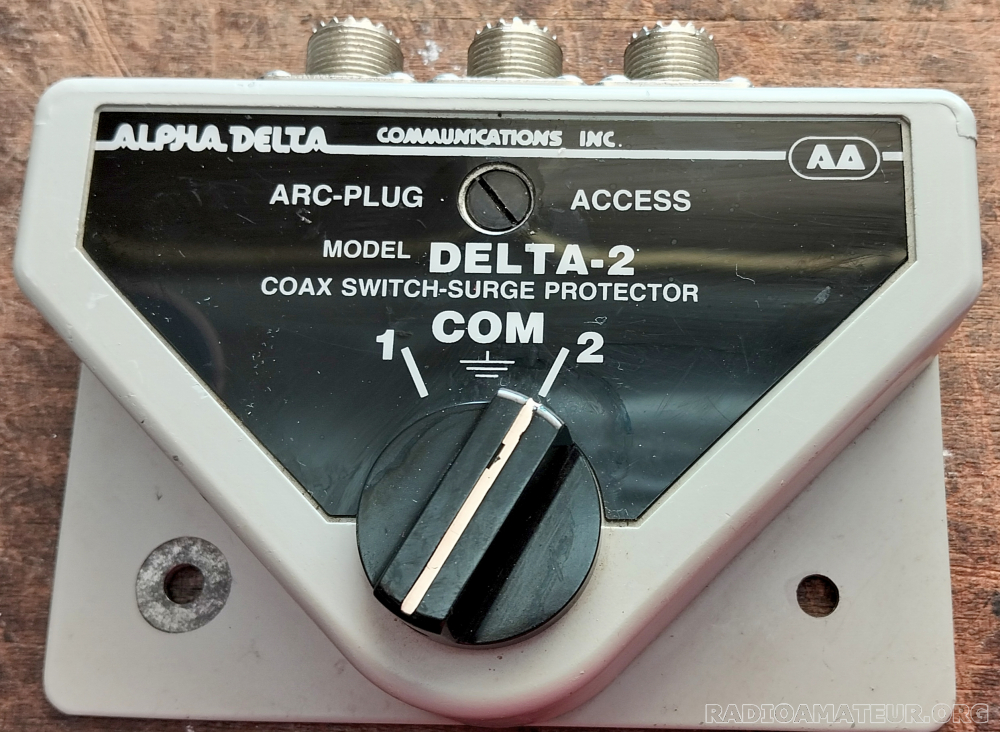 ALPHA DELTA COMMUNICATIONS, INC. AD
ARC-PLUG ACCESS
MODEL DELTA-2
COAX SWITCH-SURGE PROTECTOR
COM
1 2
RADIOAMATEUR.ORG